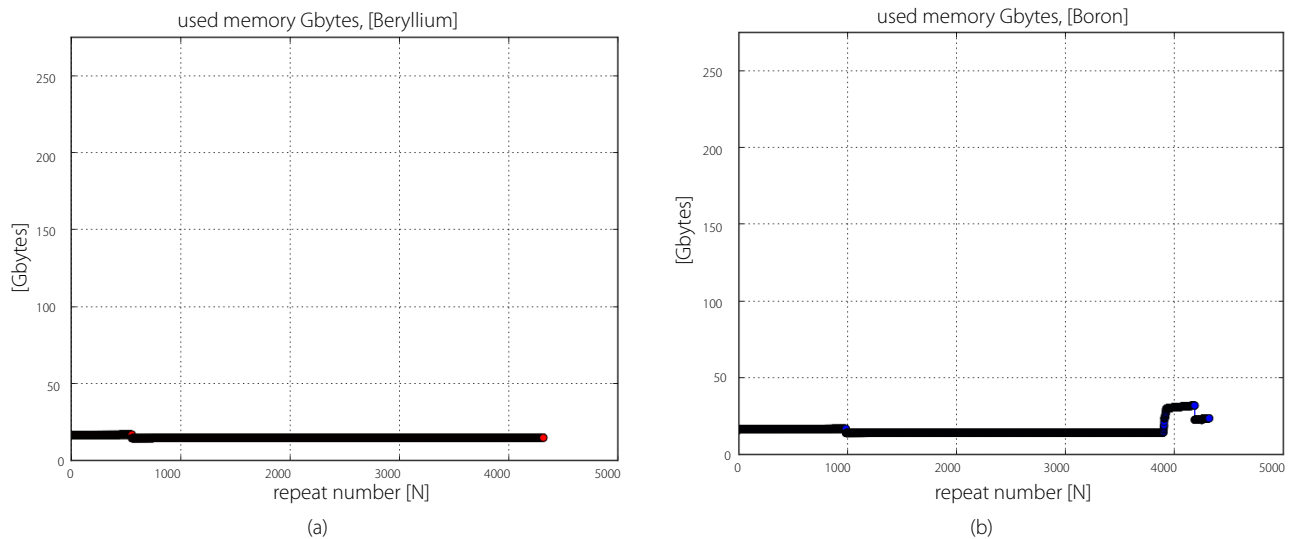 used memory Gbytes, [Beryllium]
250
200
150
100
50
0
[Gbytes]
0 1000 2000 3000 4000 5000
repeat number [N]
(a)
used memory Gbytes, [Boron]
250
200
150
100
50
0
[Gbytes]
0 1000 2000 3000 4000 5000
repeat number [N]
(b)